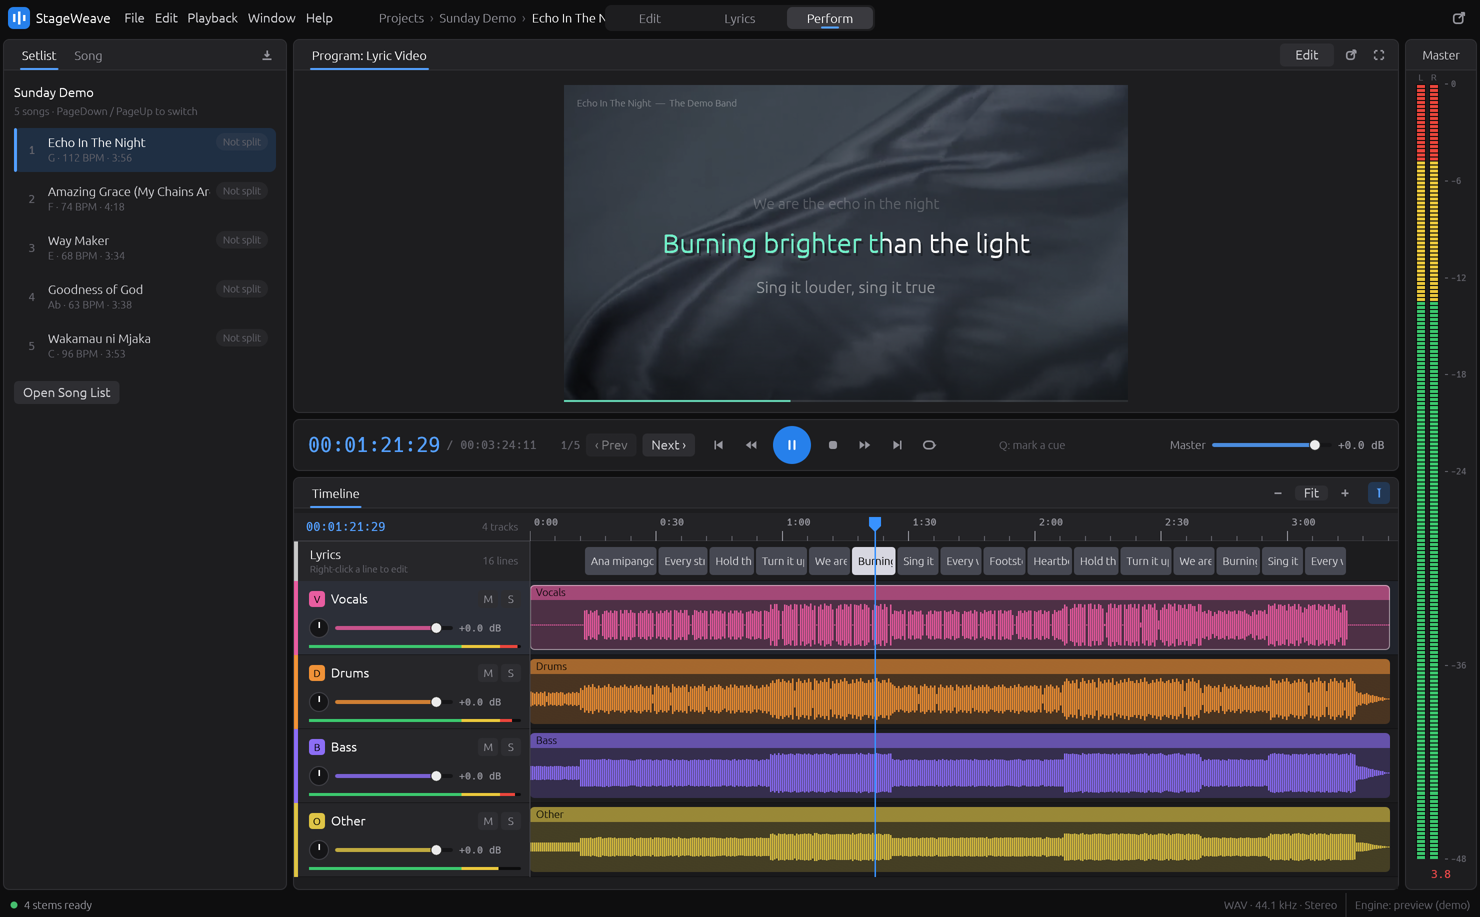 StageWeave File Edit Playback Window Help
Projects › Sunday Demo › Echo In The N
Edit Lyrics Perform
Setlist Song
Sunday Demo
5 songs · PageDown / PageUp to switch
1 Echo In The Night Not split
G · 112 BPM · 3:56
2 Amazing Grace (My Chains Ar Not split
F · 74 BPM · 4:18
3 Way Maker Not split
E · 68 BPM · 3:34
4 Goodness of God Not split
Ab · 63 BPM · 3:38
5 Wakamau ni Mjaka Not split
C · 96 BPM · 3:53
Open Song List
Program: Lyric Video Edit
Echo In The Night — The Demo Band
We are the echo in the night
Burning brighter than the light
Sing it louder, sing it true
00:01:21:29 / 00:03:24:11 1/5 ‹ Prev Next › Q: mark a cue Master +0.0 dB
Timeline − Fit +
00:01:21:29 4 tracks 0:00 0:30 1:00 1:30 2:00 2:30 3:00
Lyrics 16 lines
Right-click a line to edit
Ana mipango Every sti Hold th Turn it u We are Burning Sing it Every Footst Heartb Hold th Turn it u We are Burning Sing it Every
V Vocals M S
+0.0 dB
Vocals
D Drums M S
+0.0 dB
Drums
B Bass M S
+0.0 dB
Bass
O Other M S
+0.0 dB
Other
Master
L R
-0
--6
--12
--18
--24
--36
--48
3.8
4 stems ready
WAV · 44.1 kHz · Stereo Engine: preview (demo)